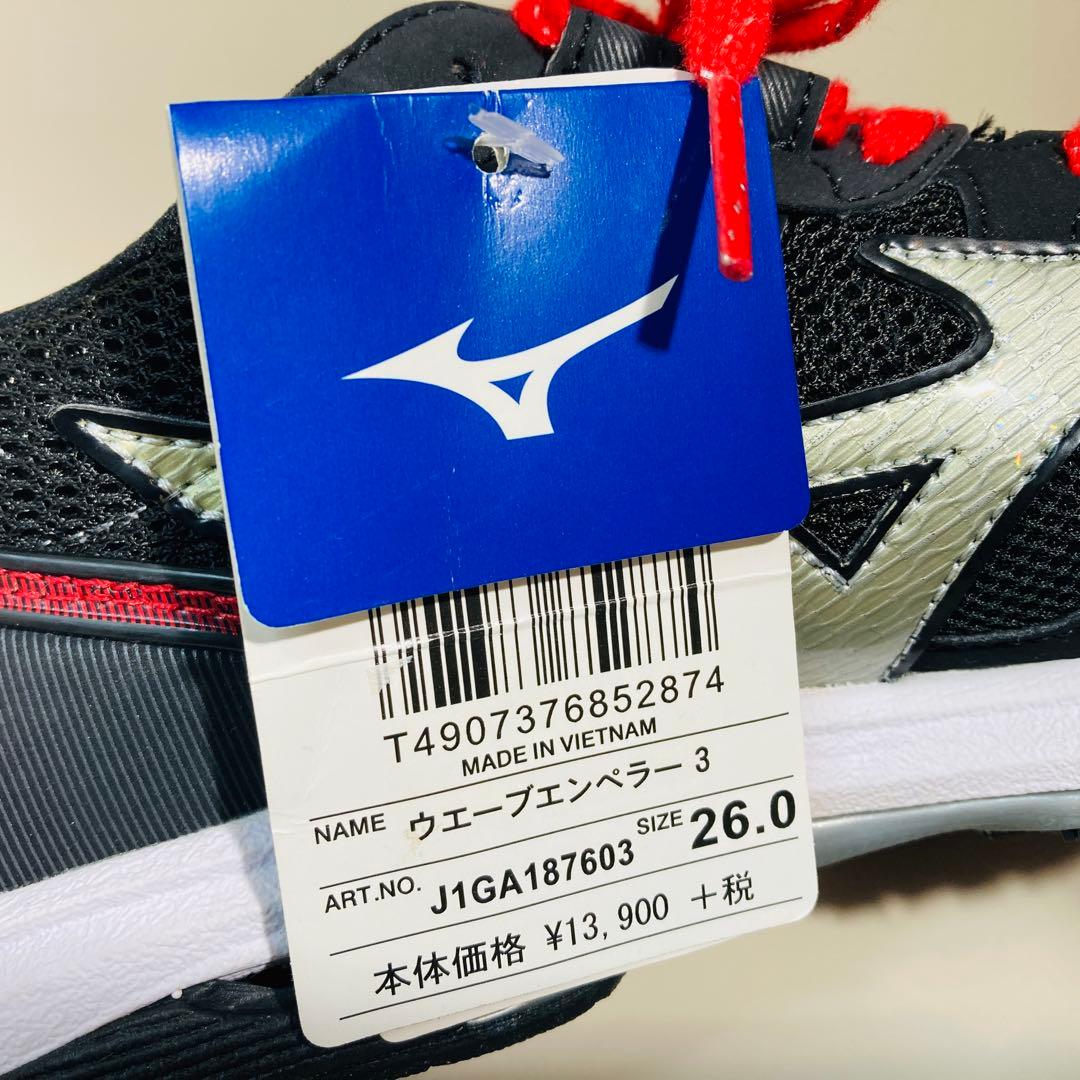 T4907376852874
MADE IN VIETNAM
NAME ウエーブエンペラー 3
ART.NO. J1GA187603 SIZE 26.0
本体価格 ¥13,900 +税